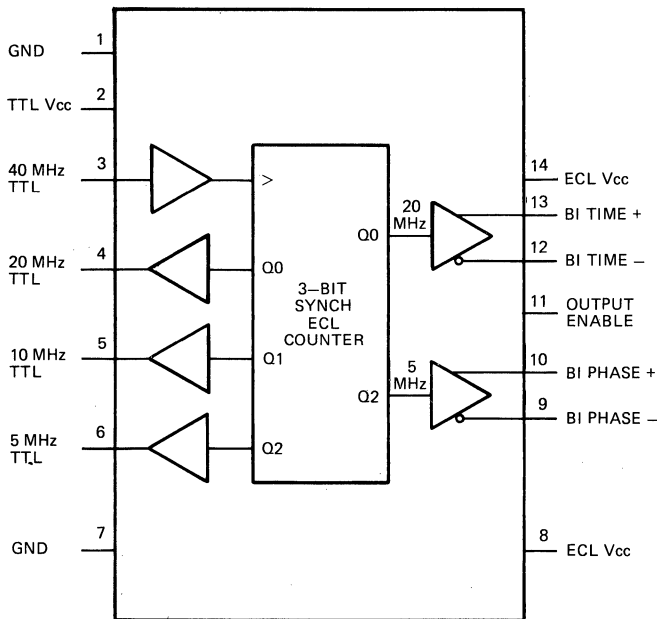 1
GND
2
TTL Vcc
40 MHz
TTL
3
20 MHz
TTL
4
10 MHz
TTL
5
5 MHz
TTL
6
7
GND
>
Q0
Q1
Q2
3–BIT
SYNCH
ECL
COUNTER
Q0
Q2
20
MHz
5
MHz
14
ECL Vcc
13
BI TIME +
12
BI TIME –
11
OUTPUT
ENABLE
10
BI PHASE +
9
BI PHASE –
8
ECL Vcc